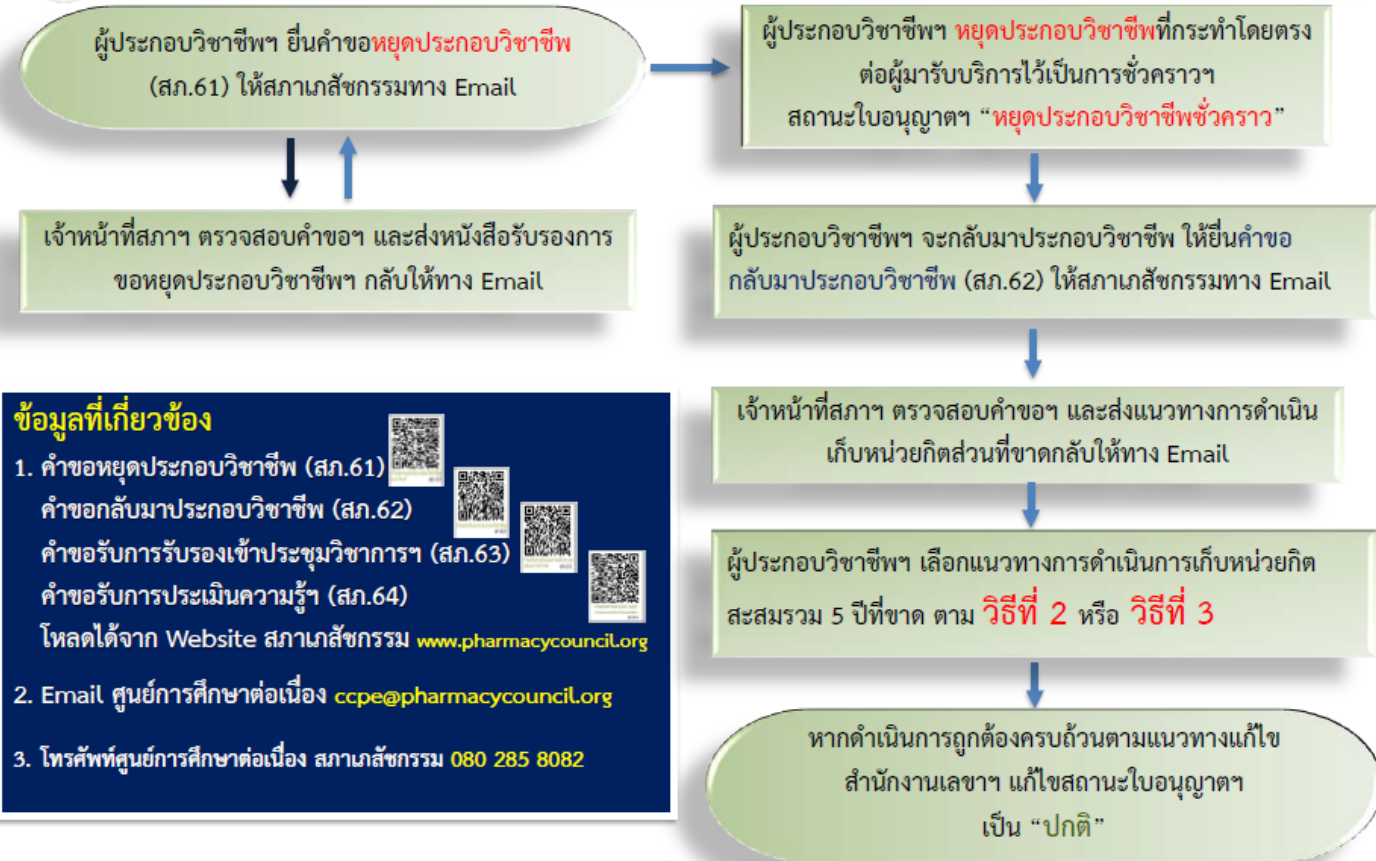 ผู้ประกอบวิชาชีพฯ ยื่นคำขอหยุดประกอบวิชาชีพ
(สภ.61) ให้สภาเภสัชกรรมทาง Email
เจ้าหน้าที่สภาฯ ตรวจสอบคำขอฯ และส่งหนังสือรับรองการ
ขอหยุดประกอบวิชาชีพฯ กลับให้ทาง Email
ผู้ประกอบวิชาชีพฯ หยุดประกอบวิชาชีพที่กระทำโดยตรง
ต่อผู้มารับบริการไว้เป็นการชั่วคราวฯ
สถานะใบอนุญาตฯ “หยุดประกอบวิชาชีพชั่วคราว”
ผู้ประกอบวิชาชีพฯ จะกลับมาประกอบวิชาชีพ ให้ยื่นคำขอ
กลับมาประกอบวิชาชีพ (สภ.62) ให้สภาเภสัชกรรมทาง Email
เจ้าหน้าที่สภาฯ ตรวจสอบคำขอฯ และส่งแนวทางการดำเนิน
เก็บหน่วยกิตส่วนที่ขาดกลับให้ทาง Email
ผู้ประกอบวิชาชีพฯ เลือกแนวทางการดำเนินการเก็บหน่วยกิต
สะสมรวม 5 ปีที่ขาด ตาม วิธีที่ 2 หรือ วิธีที่ 3
หากดำเนินการถูกต้องครบถ้วนตามแนวทางแก้ไข
สำนักงานเลขาฯ แก้ไขสถานะใบอนุญาตฯ
เป็น “ปกติ”
ข้อมูลที่เกี่ยวข้อง
1. คำขอหยุดประกอบวิชาชีพ (สภ.61)
คำขอกลับมาประกอบวิชาชีพ (สภ.62)
คำขอรับการรับรองเข้าประชุมวิชาการฯ (สภ.63)
คำขอรับการประเมินความรู้ฯ (สภ.64)
โหลดได้จาก Website สภาเภสัชกรรม www.pharmacycouncil.org
2. Email ศูนย์การศึกษาต่อเนื่อง ccpe@pharmacycouncil.org
3. โทรศัพท์ศูนย์การศึกษาต่อเนื่อง สภาเภสัชกรรม 080 285 8082